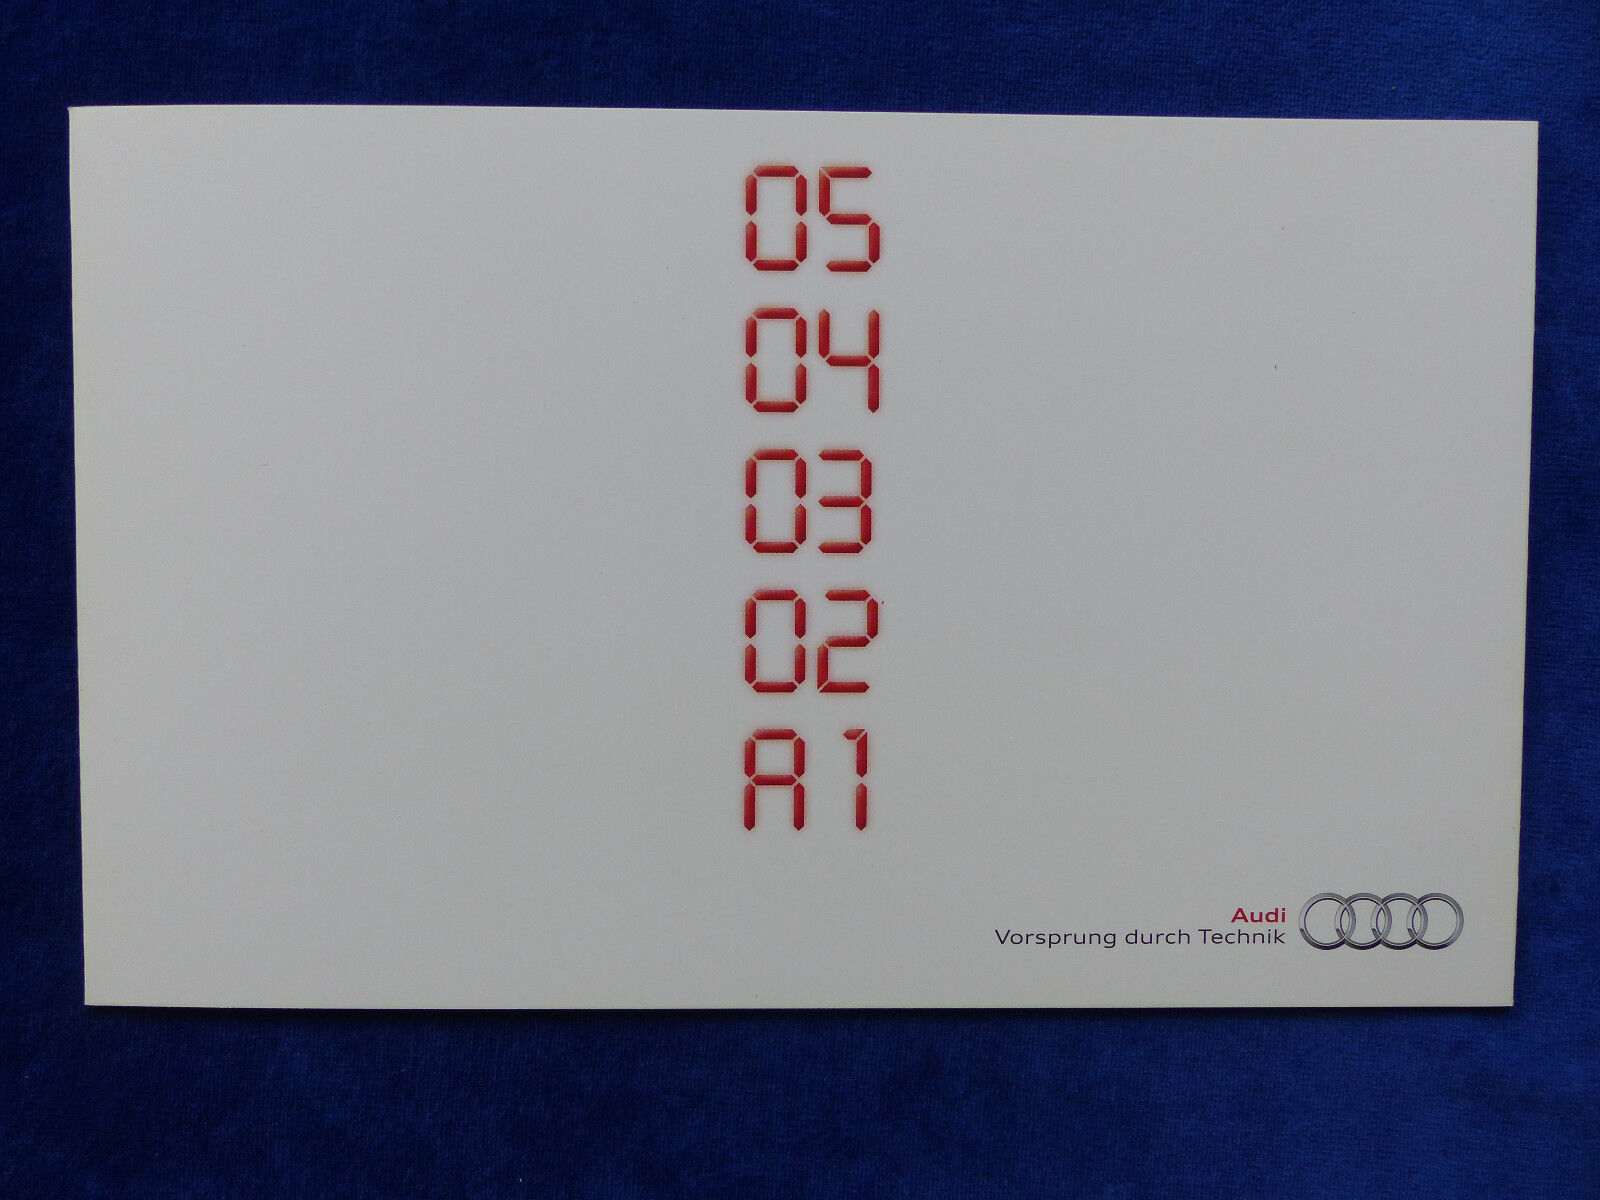 05
04
03
02
A1
Audi
Vorsprung durch Technik